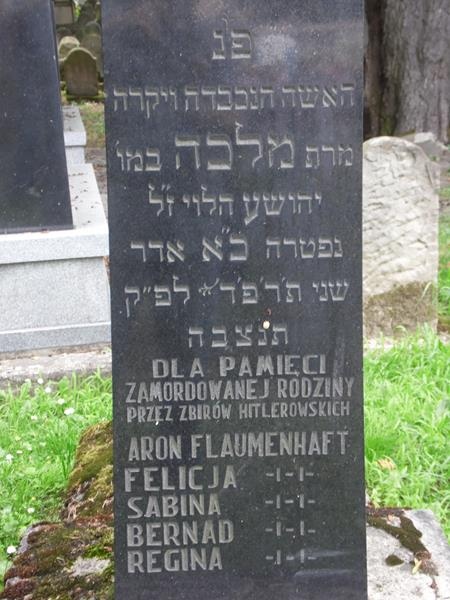 פנ
האשה הנכבדה ויקרה
מרת מלכה במו'
יהושע הלוי ז"ל
נפטרה כ"א אדר
שני ת'ר'פ'ד' לפ"ק
תנצבה
DLA PAMIĘCI
ZAMORDOWANEJ RODZINY
PRZEZ ZBIRÓW HITLEROWSKICH
ARON FLAUMENHAFT
FELICJA -ı-ı-
SABINA -ı-ı-
BERNAD -ı-ı-
REGINA -ı-ı-